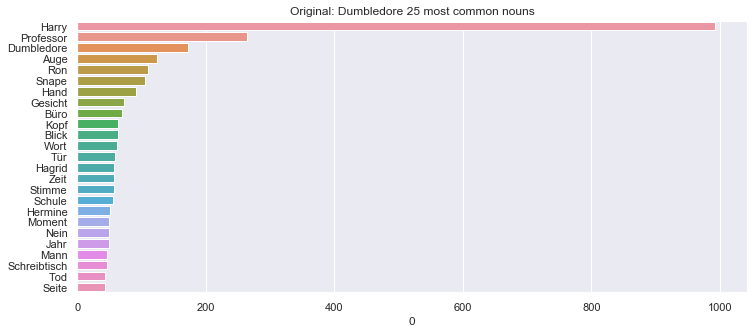 Original: Dumbledore 25 most common nouns
Harry
Professor
Dumbledore
Auge
Ron
Snape
Hand
Gesicht
Büro
Kopf
Blick
Wort
Tür
Hagrid
Zeit
Stimme
Schule
Hermine
Moment
Nein
Jahr
Mann
Schreibtisch
Tod
Seite
0 200 400 600 800 1000
0